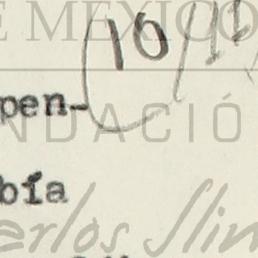 E MEXICO
10
pen-
NDACIÓ
bía
arlos Slim